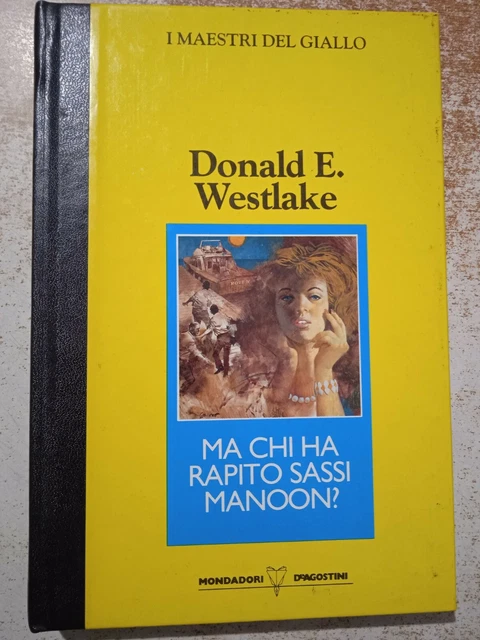 I MAESTRI DEL GIALLO
Donald E.
Westlake
MA CHI HA
RAPITO SASSI
MANOON?
MONDADORI DEAGOSTINI